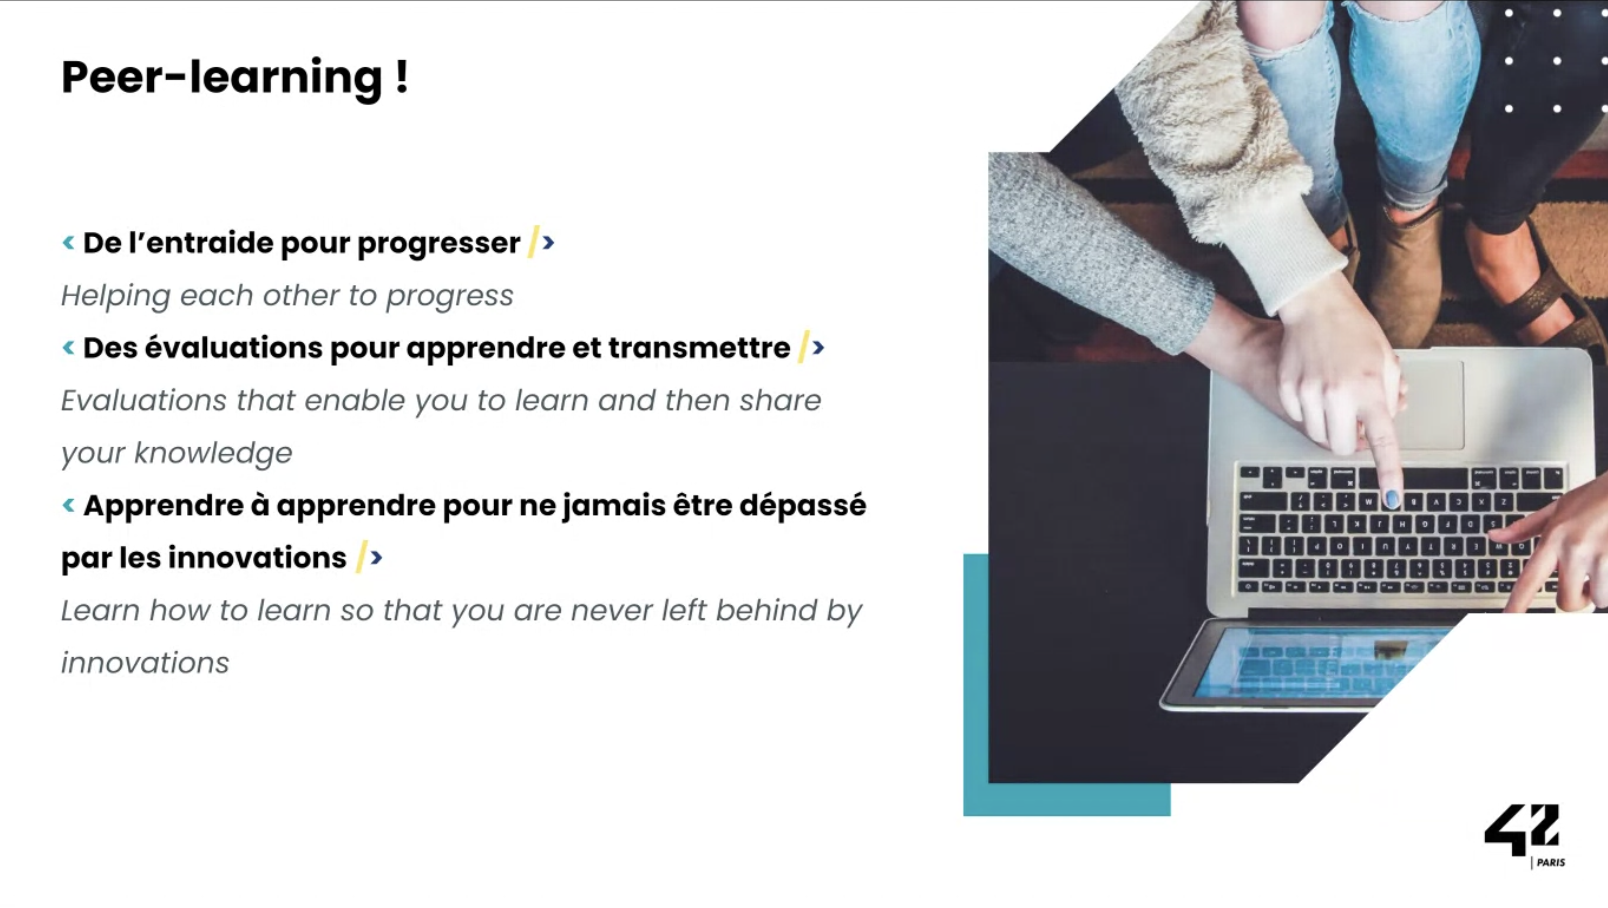 Peer-learning !
< De l’entraide pour progresser />
Helping each other to progress
< Des évaluations pour apprendre et transmettre />
Evaluations that enable you to learn and then share
your knowledge
< Apprendre à apprendre pour ne jamais être dépassé
par les innovations />
Learn how to learn so that you are never left behind by
innovations
42
| PARIS